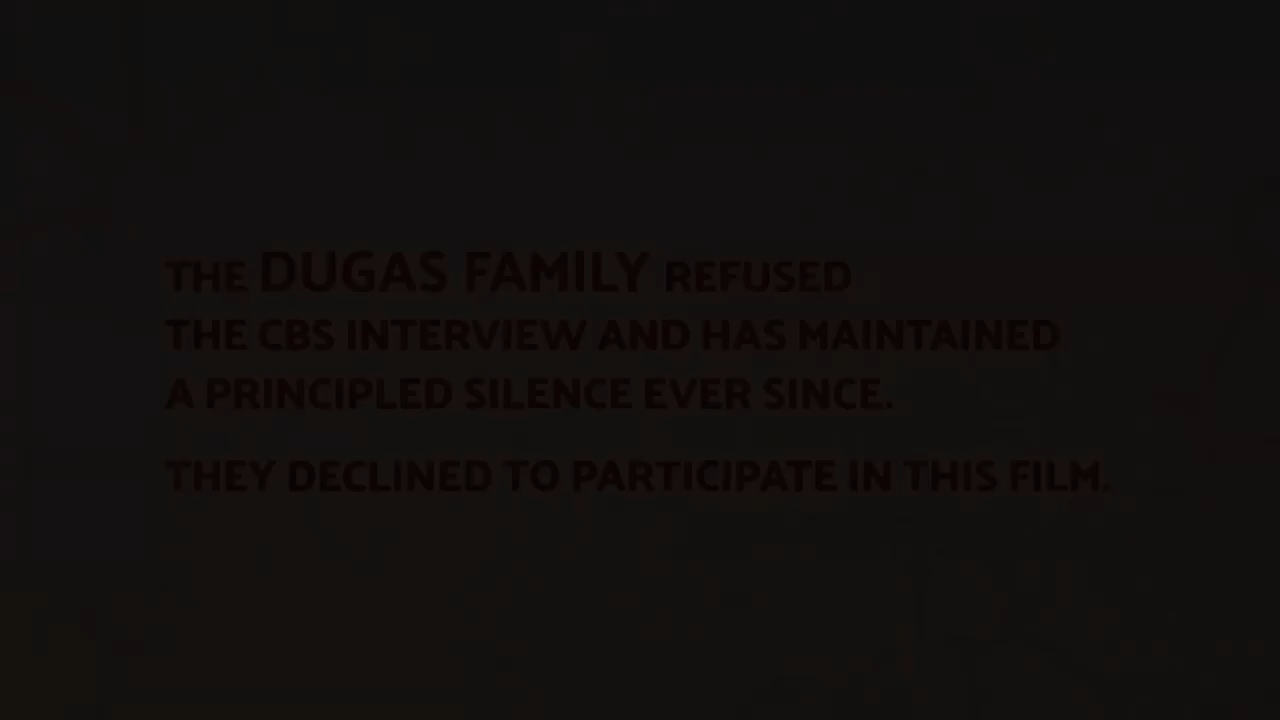 THE DUGAS FAMILY REFUSED
THE CBS INTERVIEW AND HAS MAINTAINED
A PRINCIPLED SILENCE EVER SINCE.
THEY DECLINED TO PARTICIPATE IN THIS FILM.